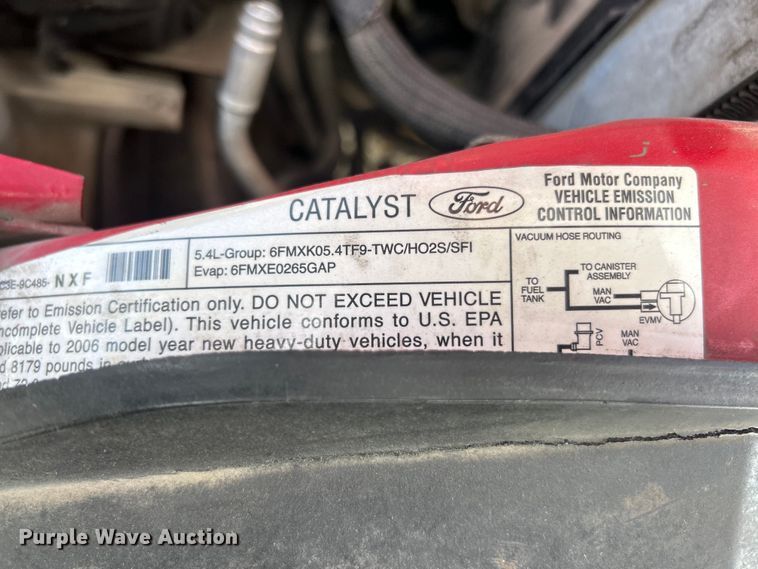 CATALYST
Ford
Ford Motor Company
VEHICLE EMISSION
CONTROL INFORMATION
C3E-9C485- NXF
5.4L-Group: 6FMXK05.4TF9-TWC/HO2S/SFI
Evap: 6FMXE0265GAP
efer to Emission Certification only. DO NOT EXCEED VEHICLE
ncomplete Vehicle Label). This vehicle conforms to U.S. EPA
plicable to 2006 model year new heavy-duty vehicles, when it
d 8179 pounds in
VACUUM HOSE ROUTING
TO CANISTER
ASSEMBLY
TO
FUEL
TANK
MAN
VAC
EVMV
PCV
MAN
VAC
Purple Wave Auction